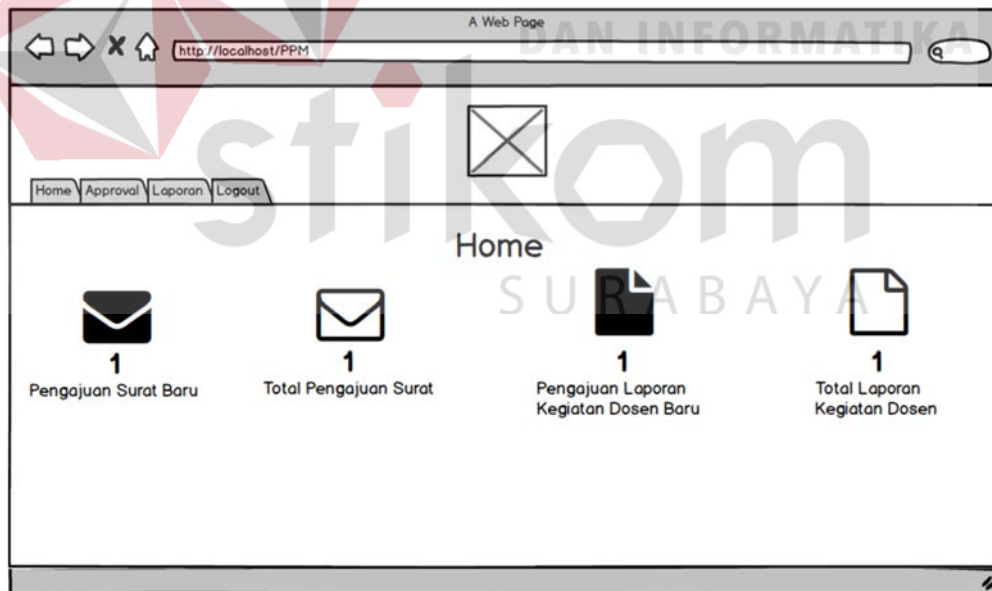 A Web Page
DAN INFORMATIKA
http://localhost/PPM
stikom
SURABAYA
Home
Approval
Laporan
Logout
Home
1
Pengajuan Surat Baru
1
Total Pengajuan Surat
1
Pengajuan Laporan
Kegiatan Dosen Baru
1
Total Laporan
Kegiatan Dosen